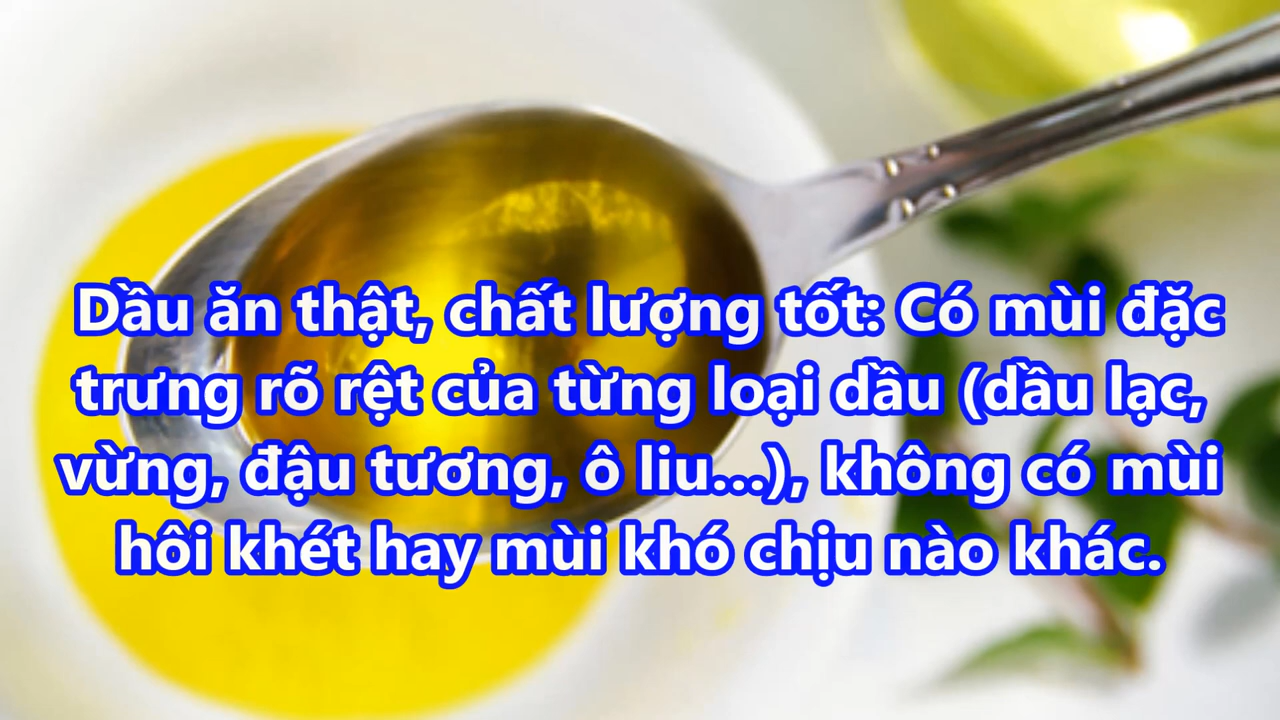 Dầu ăn thật, chất lượng tốt: Có mùi đặc
trưng rõ rệt của từng loại dầu (dầu lạc,
vừng, đậu tương, ô liu...), không có mùi
hôi khét hay mùi khó chịu nào khác.